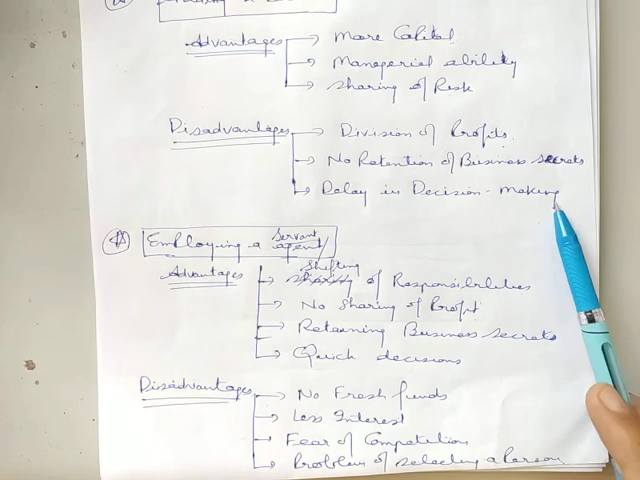 Advantages → More Capital
→ Managerial ability
→ Sharing of Risk
Disadvantages → Division of Profits.
→ No Retention of Business secrets
→ Delay in Decision-making
Employing a servant/agent
Advantages → Shifting of Responsibilities
→ No Sharing of Profit
→ Retaining Business secrets
→ Quick decisions
Disadvantages → No Fresh funds
→ Less Interest
→ Fear of Competition
→ Problem of selecting a Person